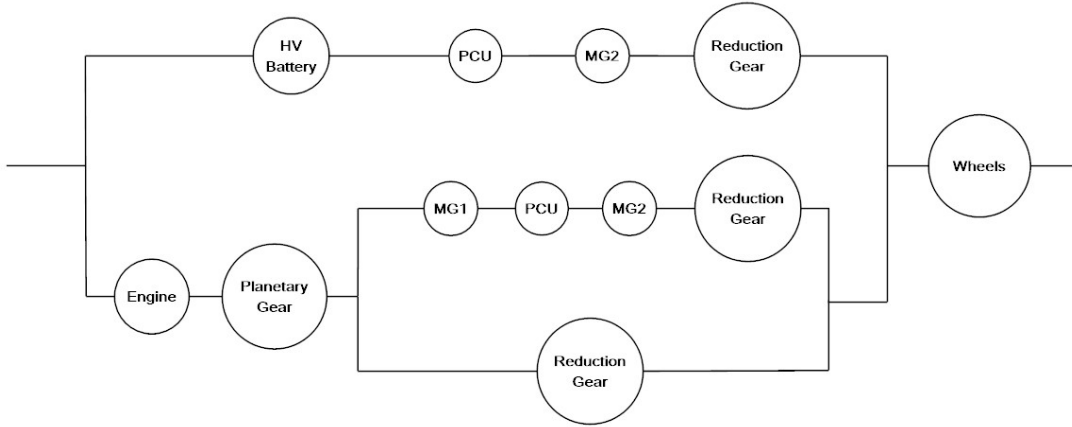 HV
Battery
PCU
MG2
Reduction
Gear
Wheels
MG1
PCU
MG2
Reduction
Gear
Engine
Planetary
Gear
Reduction
Gear